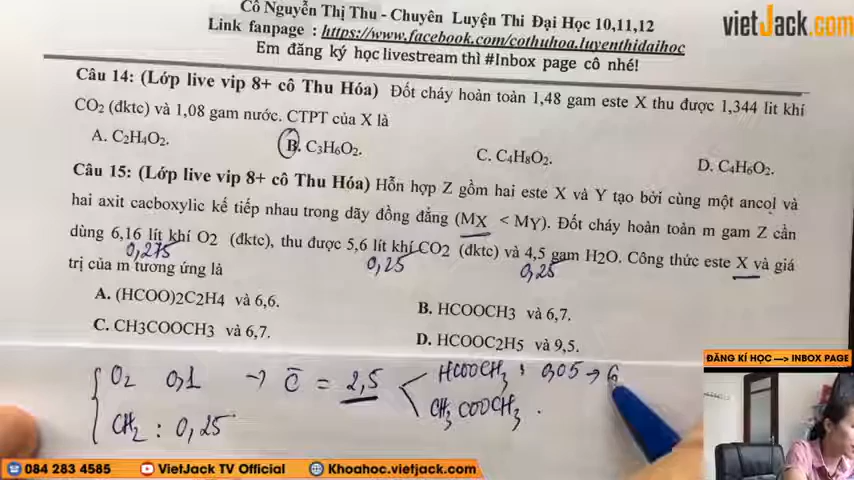 Cô Nguyễn Thị Thu - Chuyên Luyện Thi Đại Học 10,11,12
Link fanpage : https://www.facebook.com/cothuhoa.luyenthidaihoc
Em đăng ký học livestream thì #Inbox page cô nhé!
vietJack.com
Câu 14: (Lớp live vip 8+ cô Thu Hóa) Đốt cháy hoàn toàn 1,48 gam este X thu được 1,344 lit khí
CO2 (đktc) và 1,08 gam nước. CTPT của X là
A. C2H4O2. B. C3H6O2. C. C4H8O2. D. C4H6O2.
Câu 15: (Lớp live vip 8+ cô Thu Hóa) Hỗn hợp Z gồm hai este X và Y tạo bởi cùng một ancol và
hai axit cacboxylic kế tiếp nhau trong dãy đồng đẳng (MX < MY). Đốt cháy hoàn toàn m gam Z cần
dùng 6,16 lít khí O2 (đktc), thu được 5,6 lít khí CO2 (đktc) và 4,5 gam H2O. Công thức este X và giá
0,275 0,25 0,25
trị của m tương ứng là
A. (HCOO)2C2H4 và 6,6. B. HCOOCH3 và 6,7.
C. CH3COOCH3 và 6,7. D. HCOOC2H5 và 9,5.
O2 0,1 → C̄ = 2,5 HCOOCH3 : 0,05 → 6
CH2 : 0,25 CH3COOCH3.
ĐĂNG KÍ HỌC → INBOX PAGE
084 283 4585 VietJack TV Official Khoahoc.vietjack.com